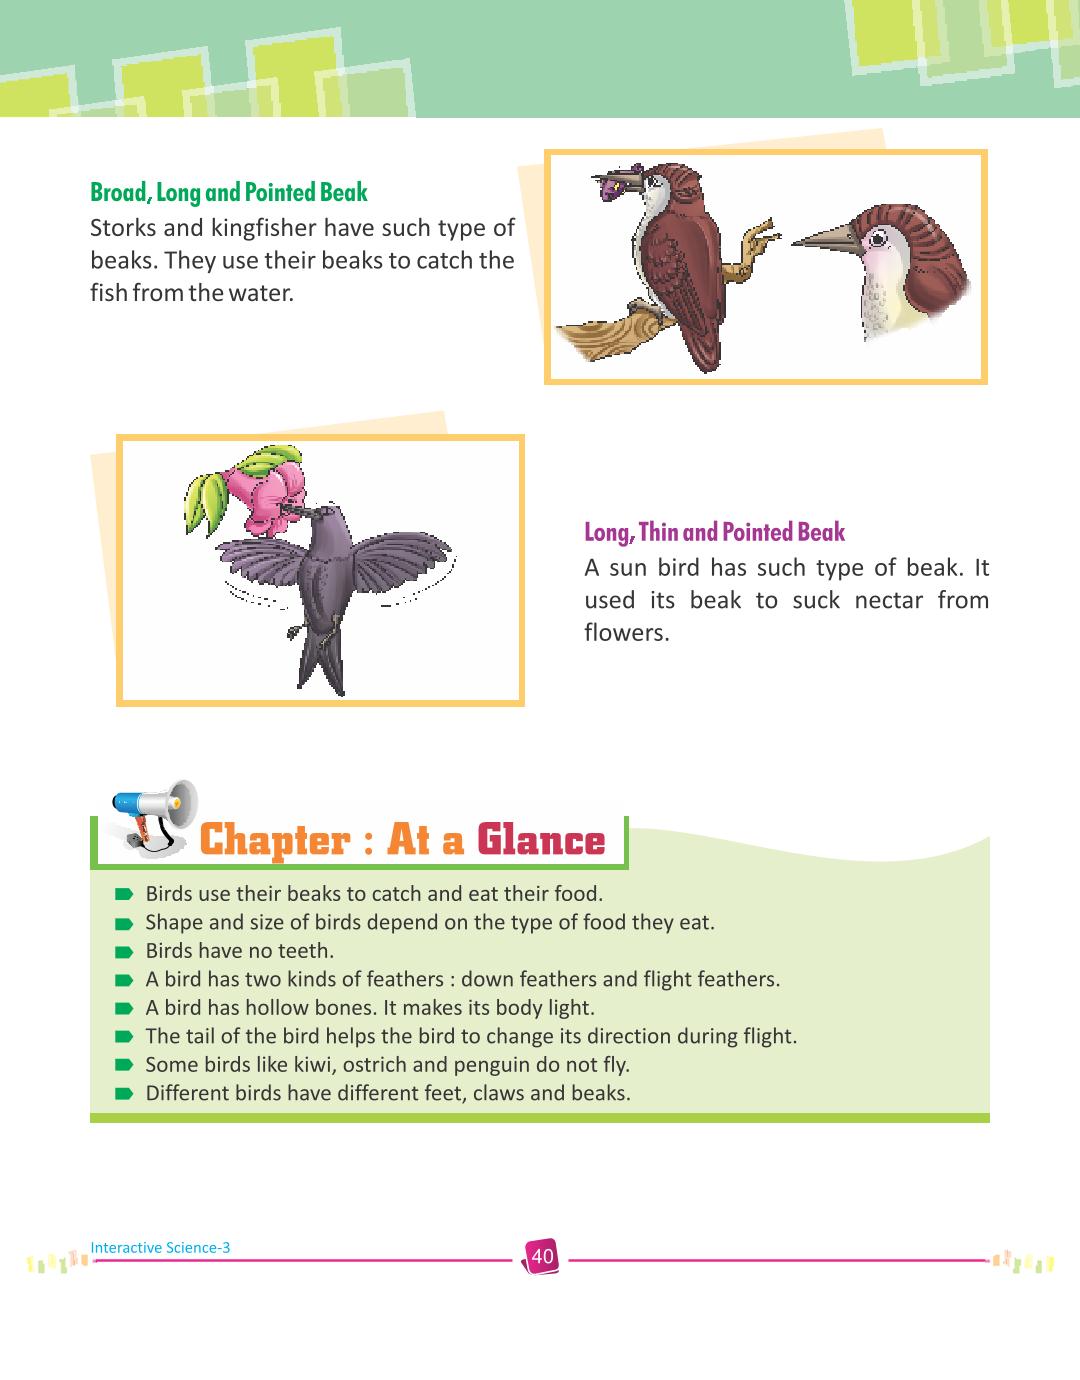 Broad, Long and Pointed Beak
Storks and kingfisher have such type of
beaks. They use their beaks to catch the
fish from the water.
Long, Thin and Pointed Beak
A sun bird has such type of beak. It
used its beak to suck nectar from
flowers.
Chapter : At a Glance
Birds use their beaks to catch and eat their food.
Shape and size of birds depend on the type of food they eat.
Birds have no teeth.
A bird has two kinds of feathers : down feathers and flight feathers.
A bird has hollow bones. It makes its body light.
The tail of the bird helps the bird to change its direction during flight.
Some birds like kiwi, ostrich and penguin do not fly.
Different birds have different feet, claws and beaks.
Interactive Science-3
40